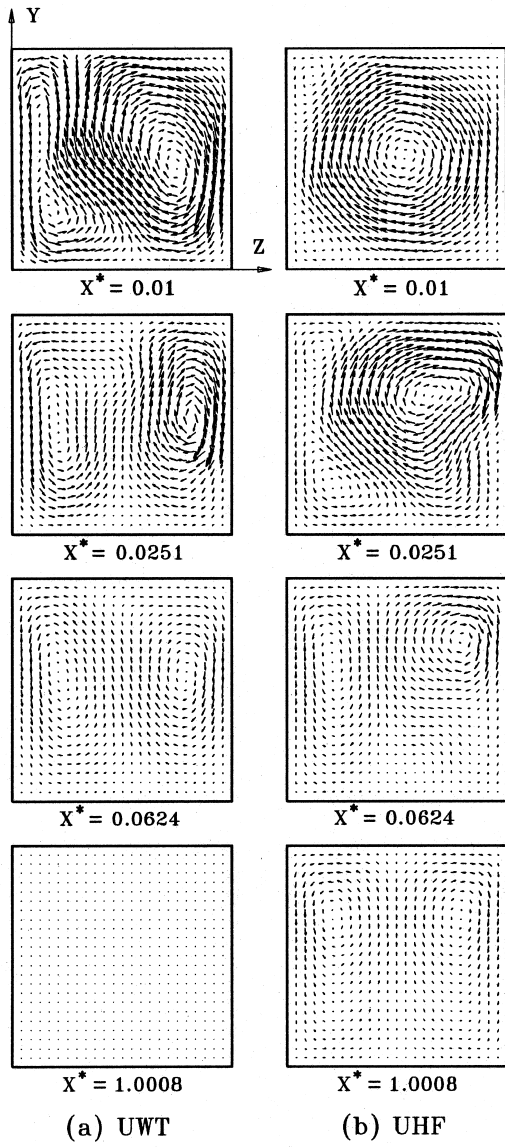 Y
Z
X* = 0.01
X* = 0.01
X* = 0.0251
X* = 0.0251
X* = 0.0624
X* = 0.0624
X* = 1.0008
X* = 1.0008
(a) UWT
(b) UHF